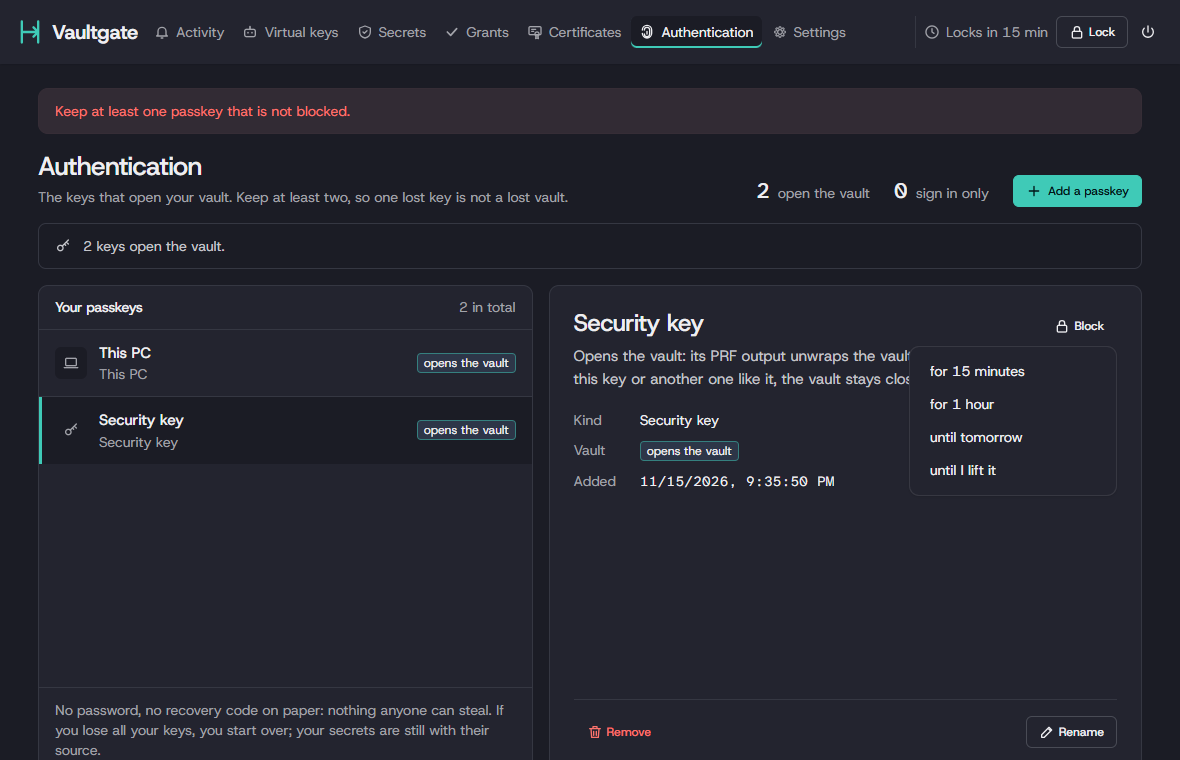 Vaultgate
Activity
Virtual keys
Secrets
Grants
Certificates
Authentication
Settings
Locks in 15 min
Lock
Keep at least one passkey that is not blocked.
Authentication
The keys that open your vault. Keep at least two, so one lost key is not a lost vault.
2 open the vault
0 sign in only
Add a passkey
2 keys open the vault.
Your passkeys
2 in total
This PC
This PC
opens the vault
Security key
Security key
opens the vault
No password, no recovery code on paper: nothing anyone can steal. If
you lose all your keys, you start over; your secrets are still with their
source.
Security key
Block
Opens the vault: its PRF output unwraps the
this key or another one like it, the vault stays
for 15 minutes
for 1 hour
until tomorrow
until I lift it
Kind Security key
Vault opens the vault
Added 11/15/2026, 9:35:50 PM
Remove
Rename